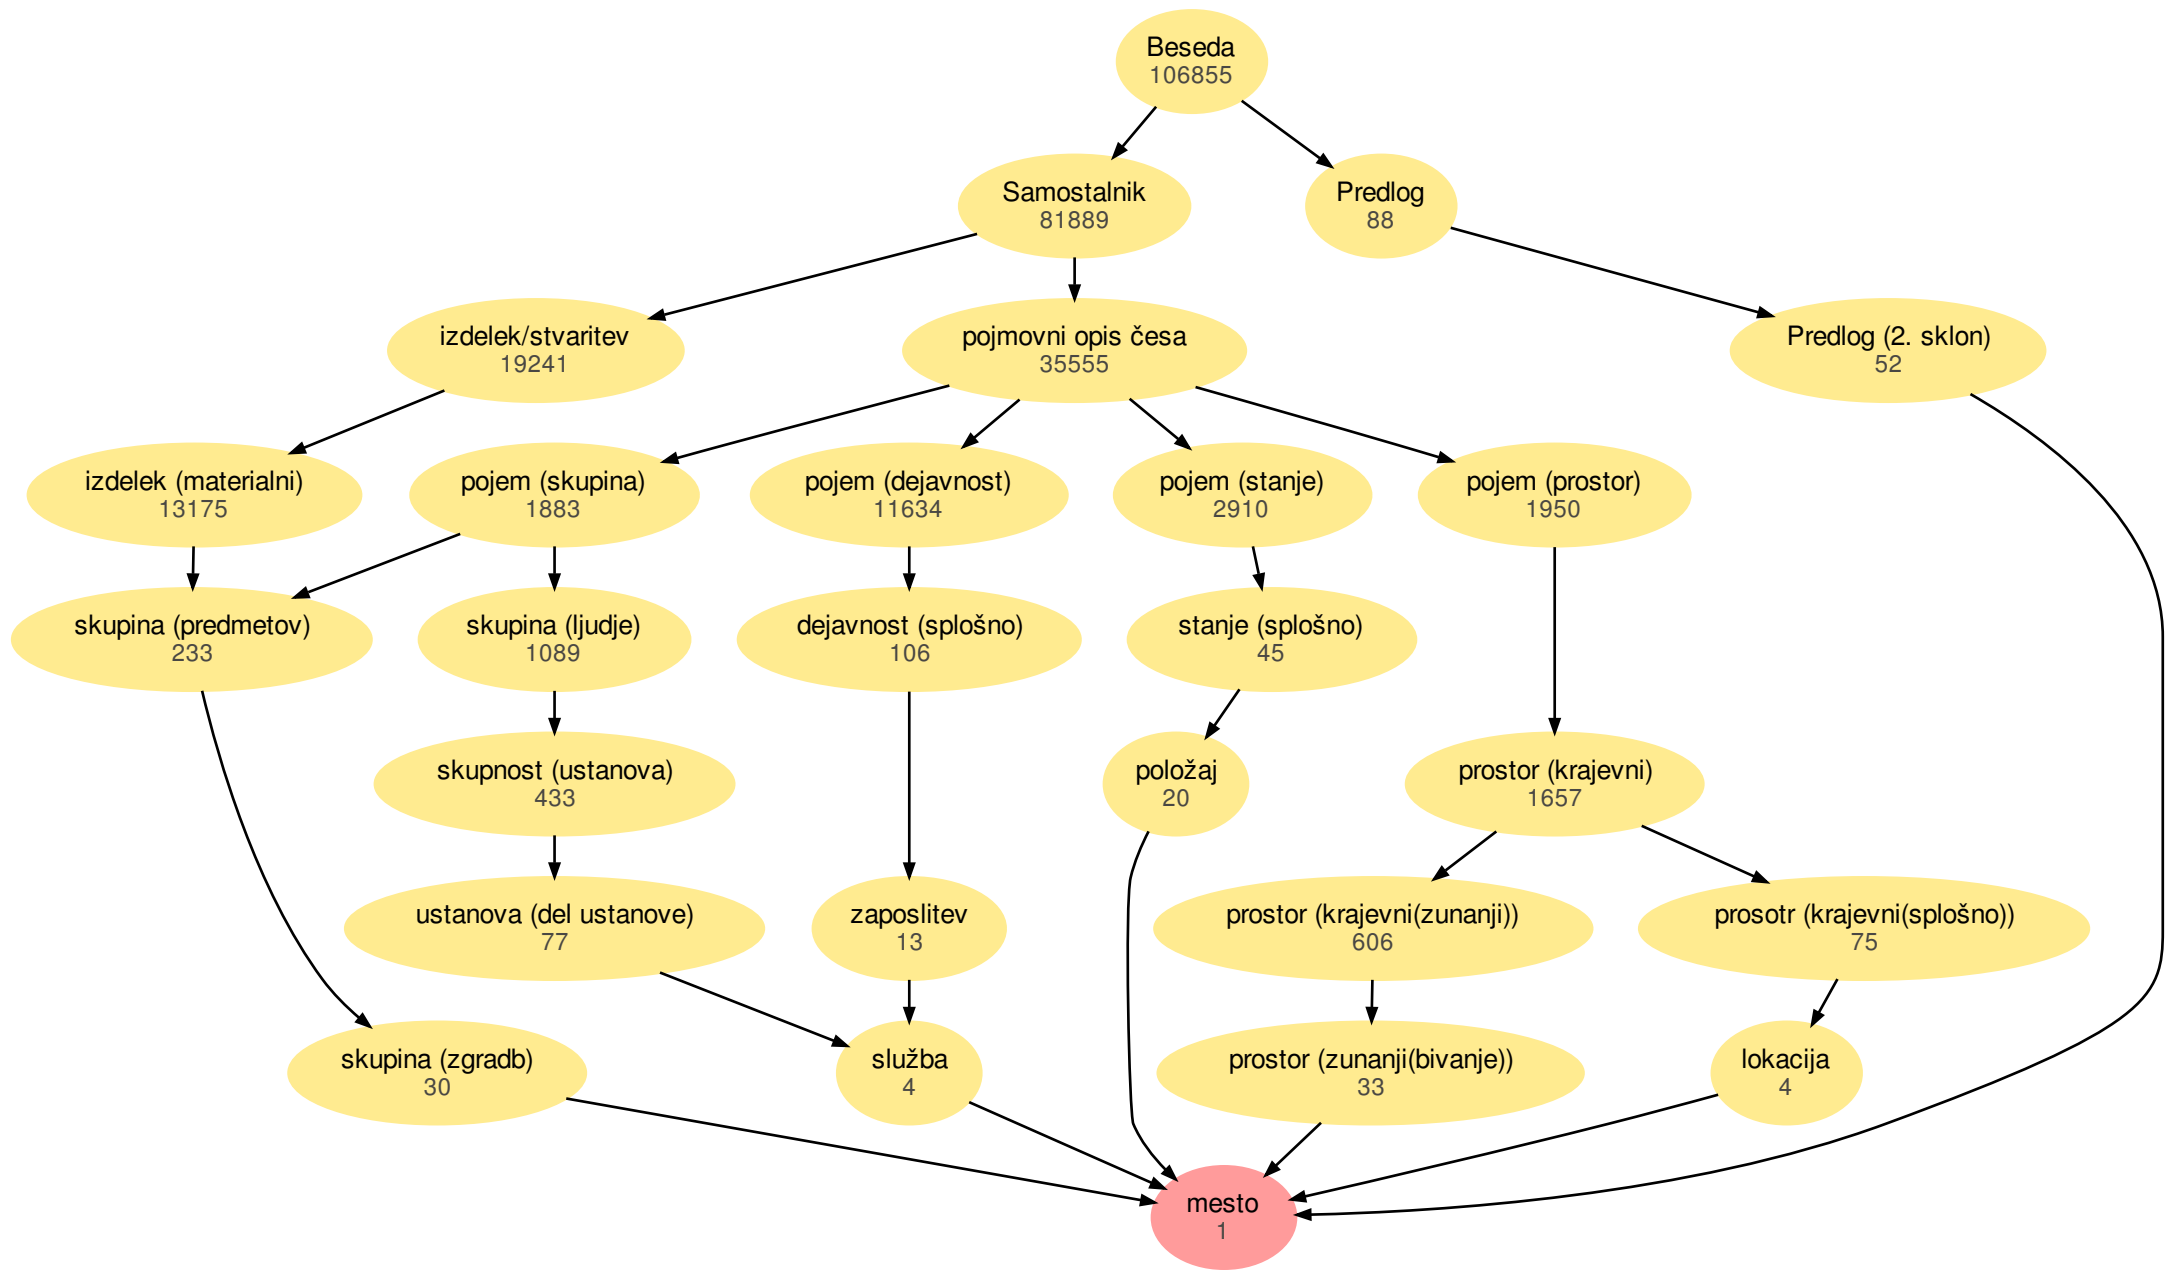 Beseda
106855
Samostalnik
81889
Predlog
88
izdelek/stvaritev
19241
pojmovni opis česa
35555
Predlog (2. sklon)
52
izdelek (materialni)
13175
pojem (skupina)
1883
pojem (dejavnost)
11634
pojem (stanje)
2910
pojem (prostor)
1950
skupina (predmetov)
233
skupina (ljudje)
1089
dejavnost (splošno)
106
stanje (splošno)
45
skupnost (ustanova)
433
položaj
20
prostor (krajevni)
1657
ustanova (del ustanove)
77
zaposlitev
13
prostor (krajevni(zunanji))
606
prosotr (krajevni(splošno))
75
skupina (zgradb)
30
služba
4
prostor (zunanji(bivanje))
33
lokacija
4
mesto
1